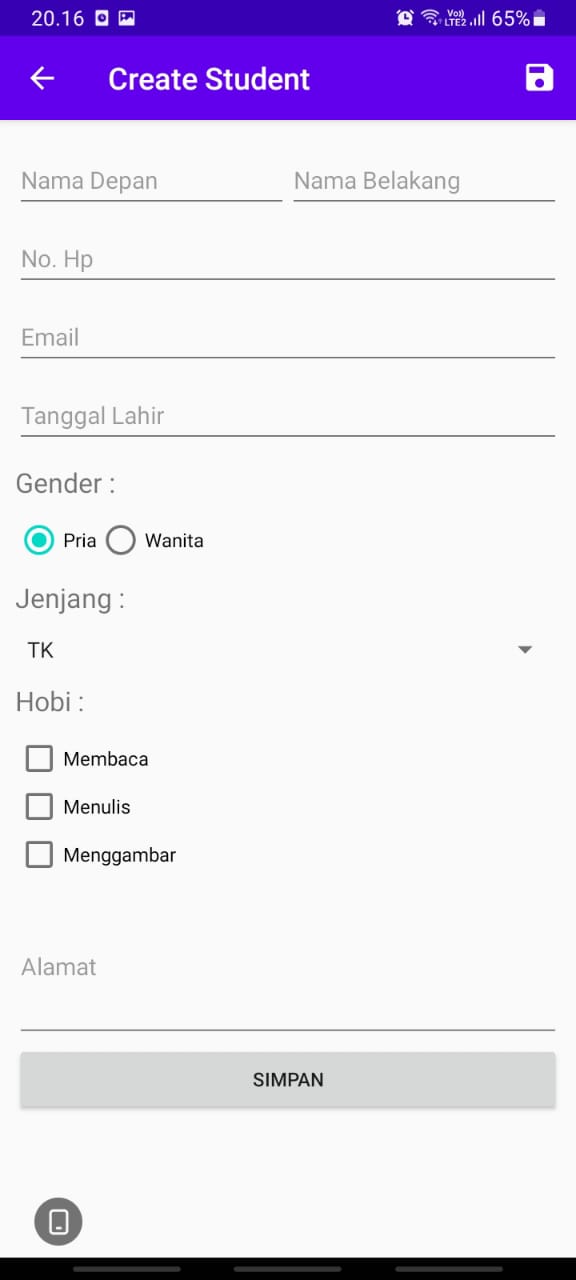 20.16 Vo)) LTE2 65%
Create Student
Nama Depan Nama Belakang
No. Hp
Email
Tanggal Lahir
Gender :
Pria Wanita
Jenjang :
TK
Hobi :
Membaca
Menulis
Menggambar
Alamat
SIMPAN